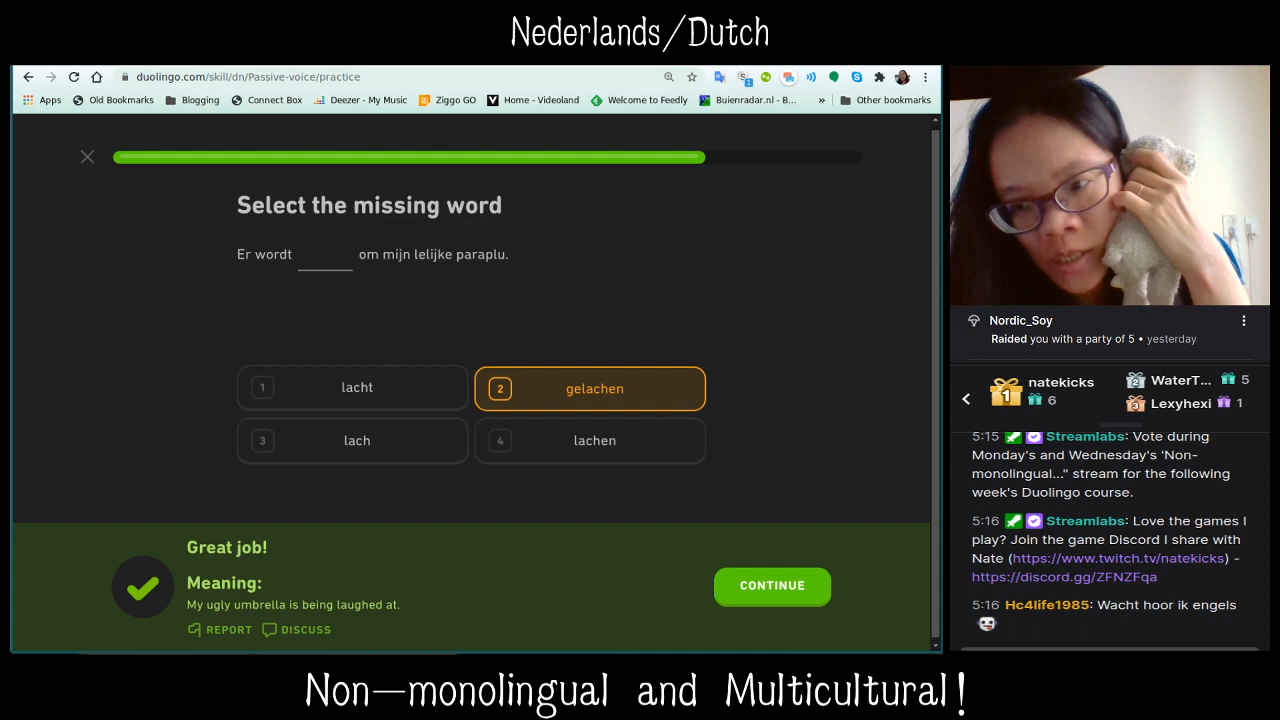 Nederlands/Dutch
duolingo.com/skill/dn/Passive-voice/practice
Apps Old Bookmarks Blogging Connect Box Deezer - My Music Ziggo GO Home - Videoland Welcome to Feedly Buienradar.nl - B... » Other bookmarks
Select the missing word
Er wordt ______ om mijn lelijke paraplu.
1 lacht
2 gelachen
3 lach
4 lachen
Great job!
Meaning:
My ugly umbrella is being laughed at.
REPORT DISCUSS
CONTINUE
Nordic_Soy
Raided you with a party of 5 • yesterday
1 natekicks 6
2 WaterT... 5
3 Lexyhexi 1
5:15 Streamlabs: Vote during
Monday's and Wednesday's 'Non-
monolingual..." stream for the following
week's Duolingo course.
5:16 Streamlabs: Love the games I
play? Join the game Discord I share with
Nate (https://www.twitch.tv/natekicks) -
https://discord.gg/ZFNZFqa
5:16 Hc4life1985: Wacht hoor ik engels
Non-monolingual and Multicultural!